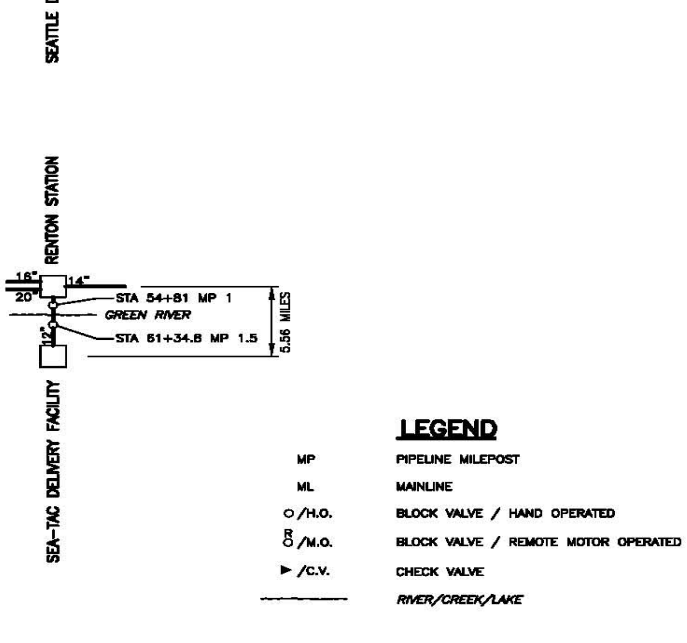 SEATTLE
RENTON STATION
16"
14"
20"
STA 54+81 MP 1
GREEN RIVER
5.56 MILES
12"
STA 61+34.8 MP 1.5
SEA-TAC DELIVERY FACILITY
LEGEND
MP PIPELINE MILEPOST
ML MAINLINE
/H.O. BLOCK VALVE / HAND OPERATED
R /M.O. BLOCK VALVE / REMOTE MOTOR OPERATED
/C.V. CHECK VALVE
RIVER/CREEK/LAKE